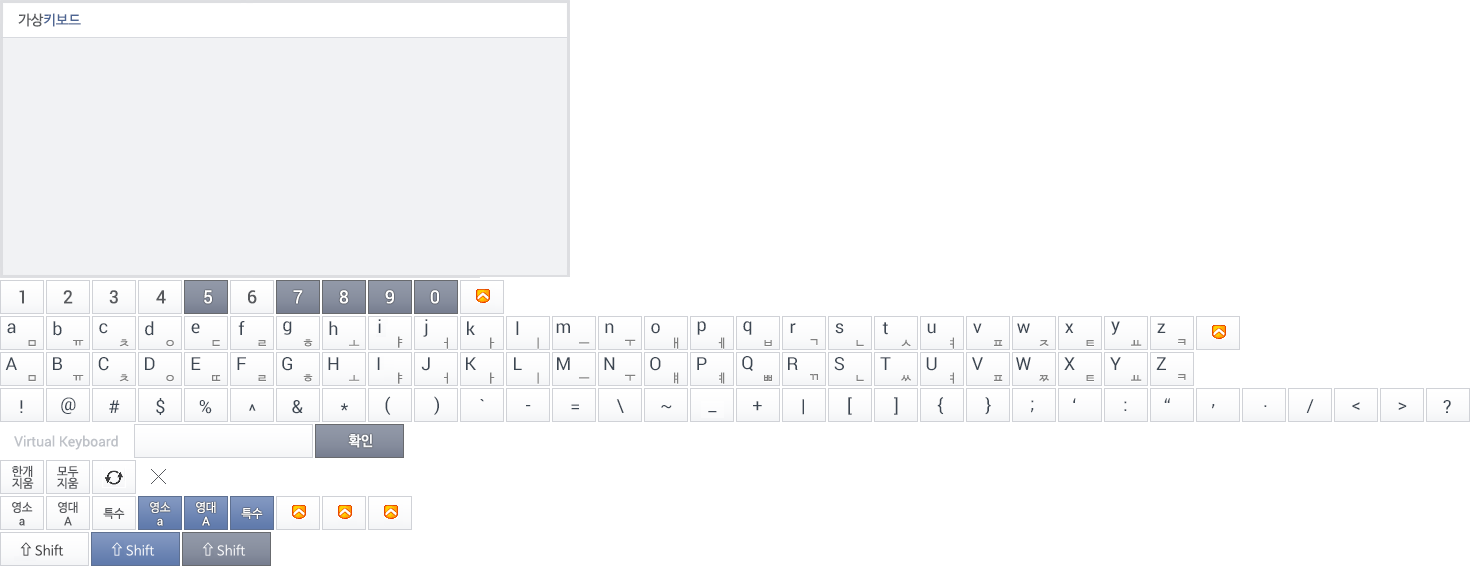 가상키보드
1 2 3 4 5 6 7 8 9 0
a ㅁ b ㅠ c ㅊ d ㅇ e ㄷ f ㄹ g ㅎ h ㅗ i ㅑ j ㅓ k ㅏ l ㅣ m ㅡ n ㅜ o ㅐ p ㅔ q ㅂ r ㄱ s ㄴ t ㅅ u ㅕ v ㅍ w ㅈ x ㅌ y ㅛ z ㅋ
A ㅁ B ㅠ C ㅊ D ㅇ E ㄸ F ㄹ G ㅎ H ㅗ I ㅑ J ㅓ K ㅏ L ㅣ M ㅡ N ㅜ O ㅒ P ㅖ Q ㅃ R ㄲ S ㄴ T ㅆ U ㅕ V ㅍ W ㅉ X ㅌ Y ㅛ Z ㅋ
! @ # $ % ^ & * ( ) ` - = \ ~ _ + | [ ] { } ; ‘ : “ , . / < > ?
Virtual Keyboard 확인
한개 지움 모두 지움
영소 a 영대 A 특수 영소 a 영대 A 특수
⇧ Shift ⇧ Shift ⇧ Shift